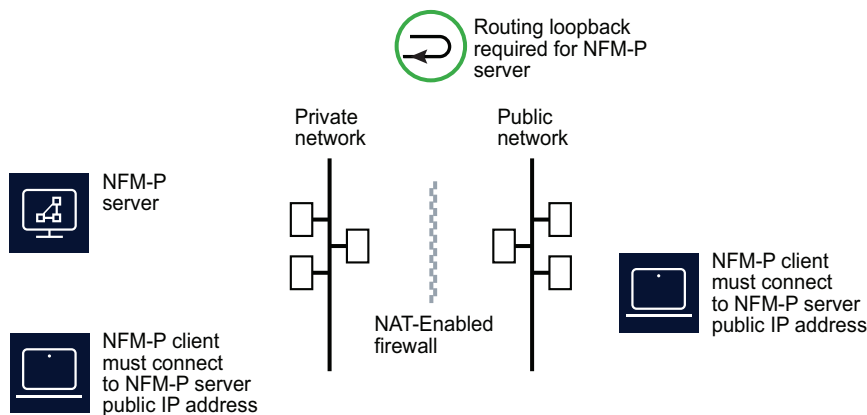 Routing loopback
required for NFM-P
server
Private
network
Public
network
NFM-P
server
NFM-P client
must connect
to NFM-P server
public IP address
NAT-Enabled
firewall
NFM-P client
must connect
to NFM-P server
public IP address